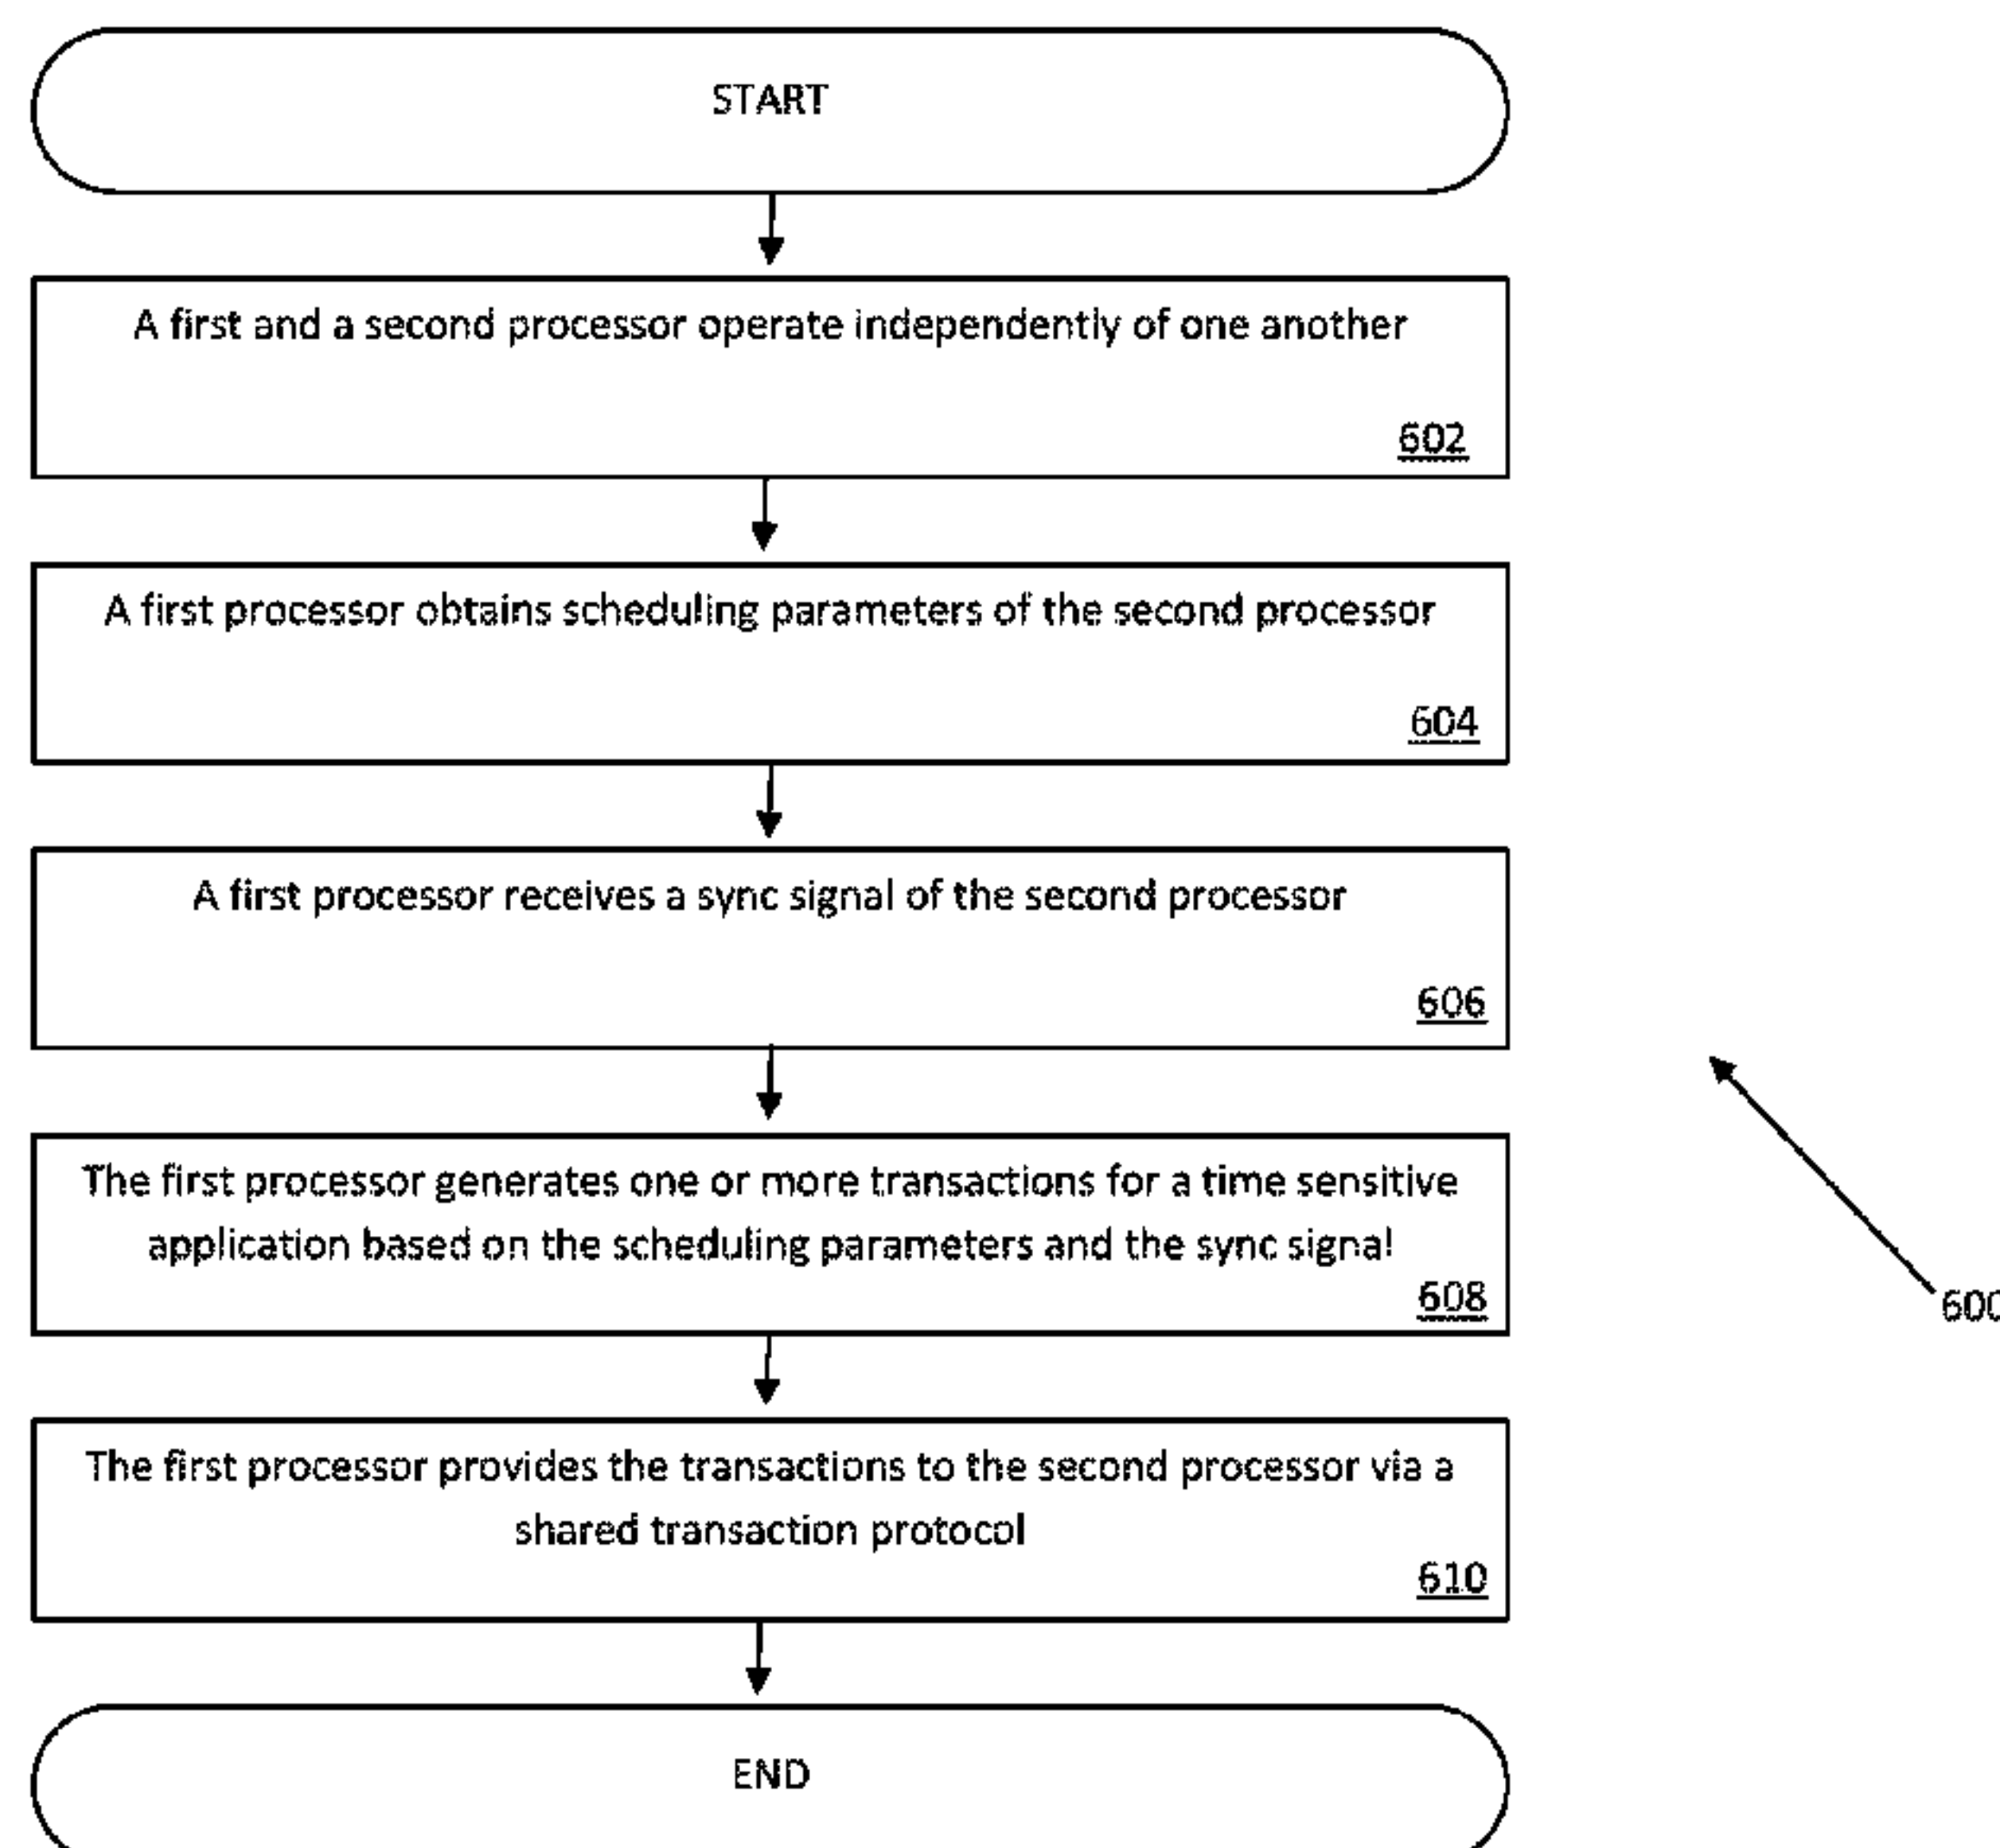 START
A first and a second processor operate independently of one another
602
A first processor obtains scheduling parameters of the second processor
604
A first processor receives a sync signal of the second processor
606
The first processor generates one or more transactions for a time sensitive
application based on the scheduling parameters and the sync signal
608
600
The first processor provides the transactions to the second processor via a
shared transaction protocol
610
END